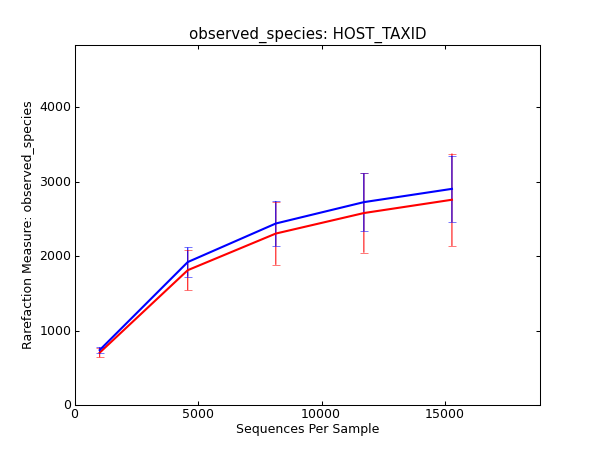 observed_species: HOST_TAXID
Rarefaction Measure: observed_species
4000
3000
2000
1000
0
0 5000 10000 15000
Sequences Per Sample